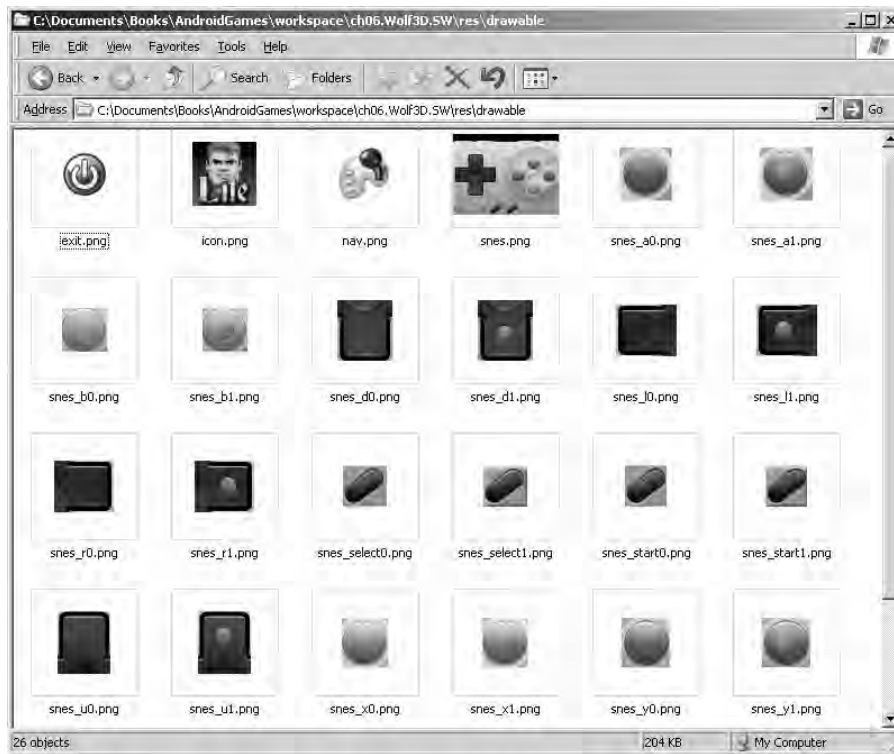 C:\Documents\Books\AndroidGames\workspace\ch06.Wolf3D.SW\res\drawable
File Edit View Favorites Tools Help
Back Search Folders
Address C:\Documents\Books\AndroidGames\workspace\ch06.Wolf3D.SW\res\drawable Go
Lite
iexit.png icon.png nav.png snes.png snes_a0.png snes_a1.png
snes_b0.png snes_b1.png snes_d0.png snes_d1.png snes_l0.png snes_l1.png
snes_r0.png snes_r1.png snes_select0.png snes_select1.png snes_start0.png snes_start1.png
snes_u0.png snes_u1.png snes_x0.png snes_x1.png snes_y0.png snes_y1.png
26 objects 204 KB My Computer